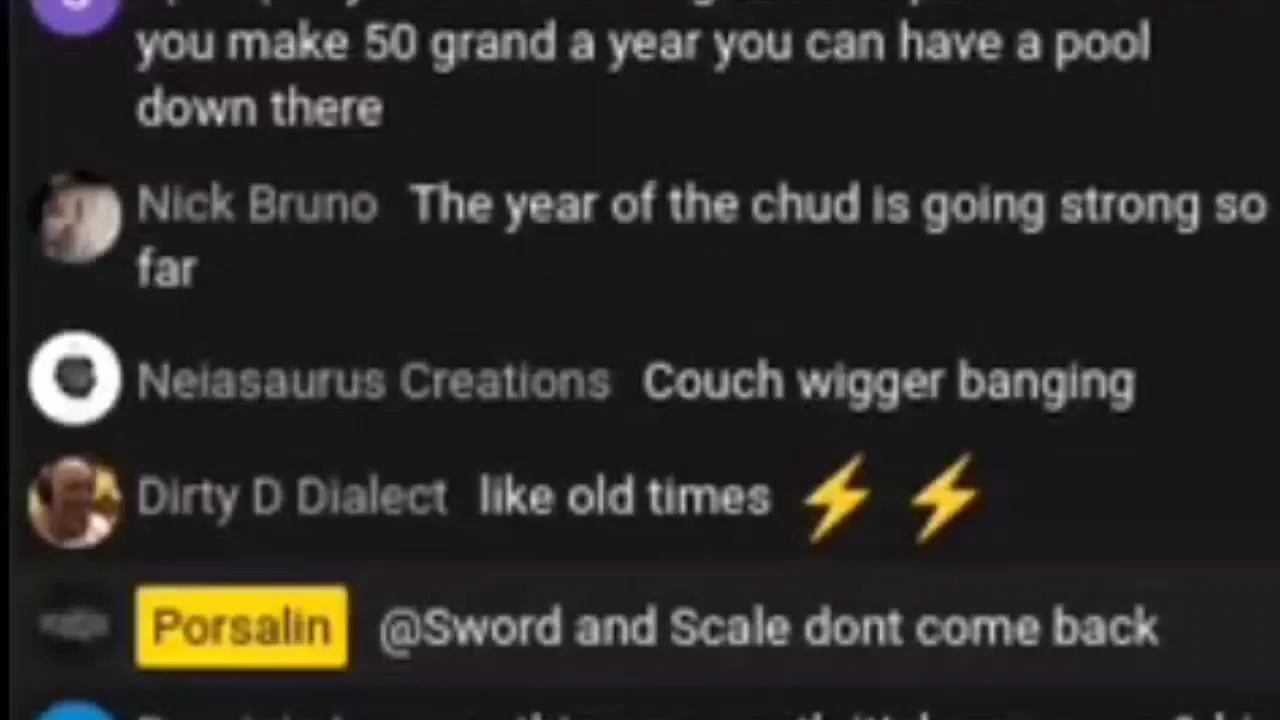 you make 50 grand a year you can have a pool
down there
Nick Bruno The year of the chud is going strong so
far
Neiasaurus Creations Couch wigger banging
Dirty D Dialect like old times ⚡ ⚡
Porsalin @Sword and Scale dont come back